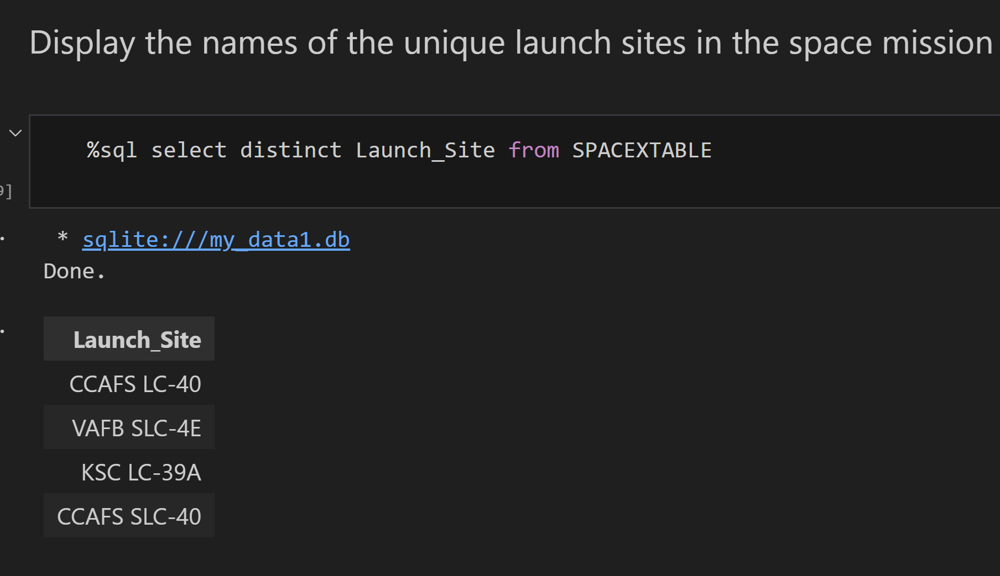 Display the names of the unique launch sites in the space mission
%sql select distinct Launch_Site from SPACEXTABLE
9]
* sqlite:///my_data1.db
Done.
Launch_Site
CCAFS LC-40
VAFB SLC-4E
KSC LC-39A
CCAFS SLC-40